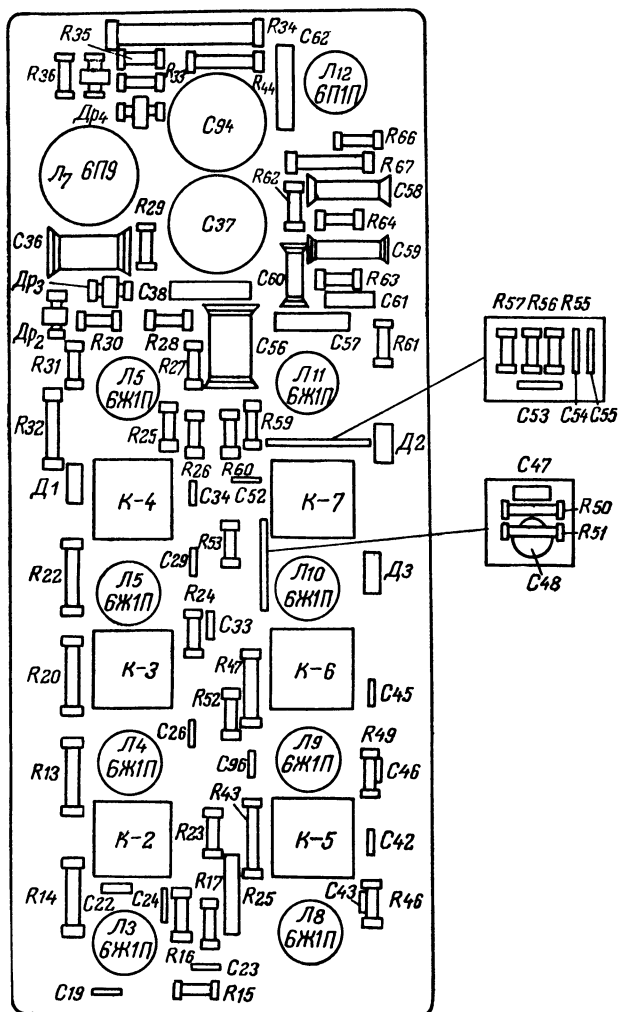 R34
R35
C62
R36
R33
R44
Л12
6П1П
Др4
C94
R66
R67
Л7 6П9
R62
C58
R29
C37
R64
C36
C59
C60
R63
Др3
C38
C61
Др2
R30
R28
C56
C57
R61
R57 R56 R55
R31
R27
Л5
6Ж1П
Л11
6Ж1П
C53
C54
C55
R32
R25
R59
R26
R60
Д2
Д1
К-4
C34
C52
К-7
C47
R50
R51
C48
R53
C29
R22
Л5
6Ж1П
Л10
6Ж1П
Д3
R24
C33
R20
К-3
R47
К-6
R52
C45
C26
Л4
6Ж1П
Л9
6Ж1П
R49
C96
C46
R13
R43
К-2
R23
К-5
C42
R17
R14
C22
C24
R25
C43
R46
Л3
6Ж1П
R16
Л8
6Ж1П
C23
C19
R15